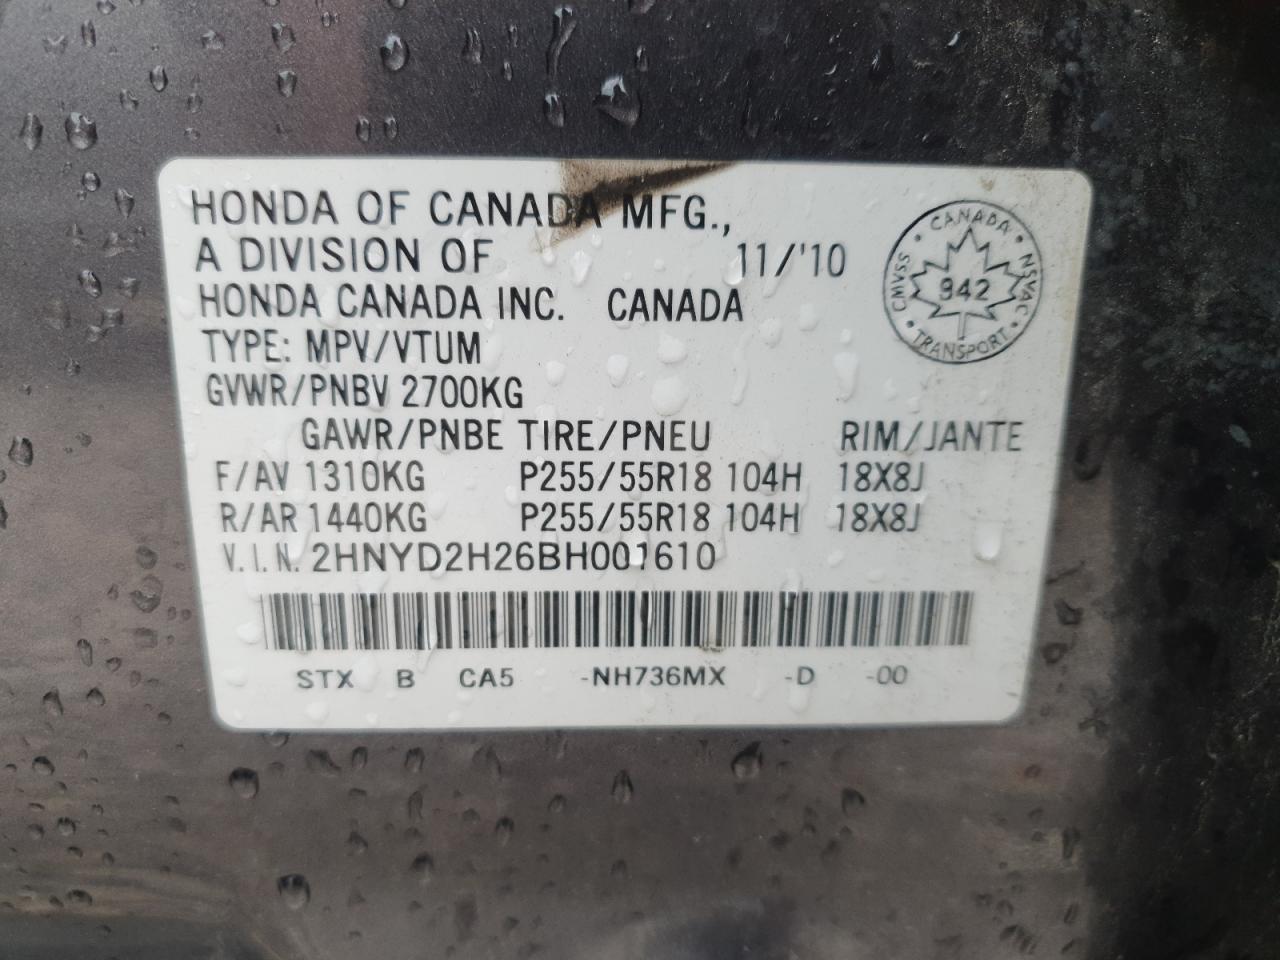 HONDA OF CANADA MFG.,
A DIVISION OF 11/'10
HONDA CANADA INC. CANADA
TYPE: MPV/VTUM
GVWR/PNBV 2700KG
GAWR/PNBE TIRE/PNEU RIM/JANTE
F/AV 1310KG P255/55R18 104H 18X8J
R/AR 1440KG P255/55R18 104H 18X8J
V.I.N. 2HNYD2H26BH001610
STX B CA5 -NH736MX -D -00
CANADA
CMVSS 942 NSVAC
TRANSPORT